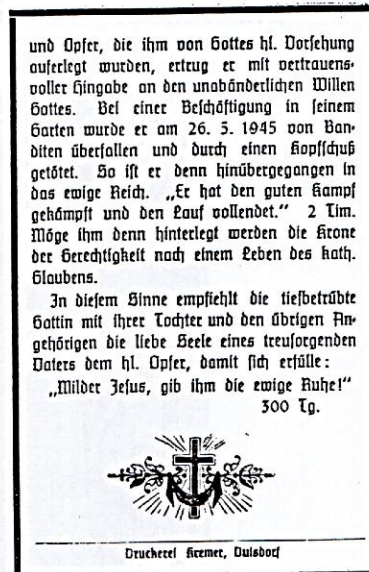 und Opfer, die ihm von Gottes hl. Vorsehung
auferlegt wurden, ertrug er mit vertrauens-
voller Hingabe an den unabänderlichen Willen
Gottes. Bei einer Beschäftigung in seinem
Garten wurde er am 26. 5. 1945 von Ban-
diten überfallen und durch einen Kopfschuß
getötet. So ist er denn hinübergegangen in
das ewige Reich. „Er hat den guten Kampf
gekämpft und den Lauf vollendet.“ 2 Tim.
Möge ihm denn hinterlegt werden die Krone
der Gerechtigkeit nach einem Leben des kath.
Glaubens.
In diesem Sinne empfiehlt die tiefbetrübte
Gattin mit ihrer Tochter und den übrigen An-
gehörigen die liebe Seele eines treusorgenden
Vaters dem hl. Opfer, damit sich erfülle:
„Milder Jesus, gib ihm die ewige Ruhe!“
300 Tg.
Druckerei Kremer, Dulsdorf